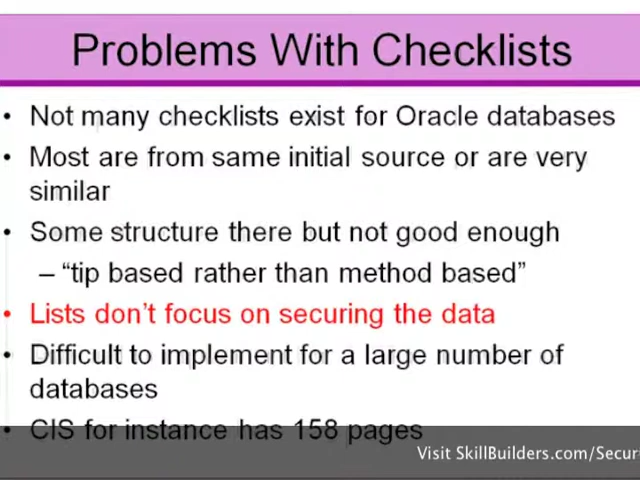 Problems With Checklists
• Not many checklists exist for Oracle databases
• Most are from same initial source or are very
similar
• Some structure there but not good enough
– “tip based rather than method based”
• Lists don’t focus on securing the data
• Difficult to implement for a large number of
databases
• CIS for instance has 158 pages
Visit SkillBuilders.com/Secur